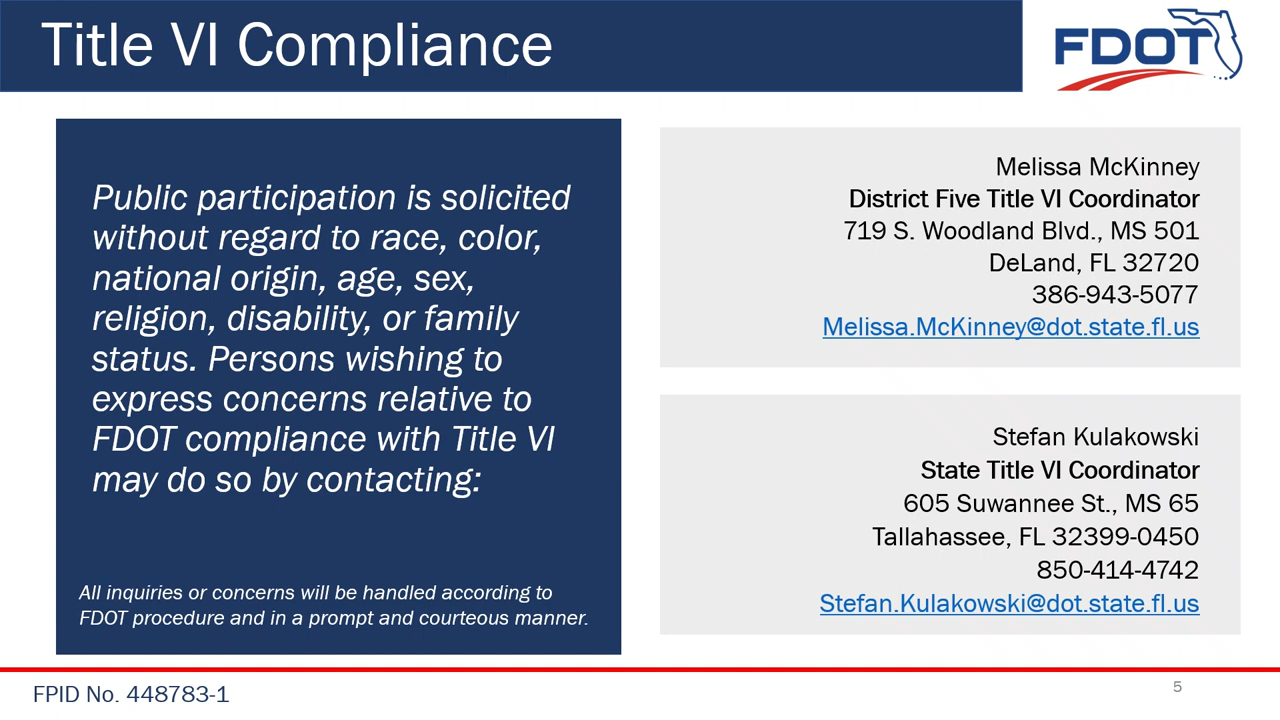 Title VI Compliance
FDOT
Public participation is solicited
without regard to race, color,
national origin, age, sex,
religion, disability, or family
status. Persons wishing to
express concerns relative to
FDOT compliance with Title VI
may do so by contacting:
All inquiries or concerns will be handled according to
FDOT procedure and in a prompt and courteous manner.
Melissa McKinney
District Five Title VI Coordinator
719 S. Woodland Blvd., MS 501
DeLand, FL 32720
386-943-5077
Melissa.McKinney@dot.state.fl.us
Stefan Kulakowski
State Title VI Coordinator
605 Suwannee St., MS 65
Tallahassee, FL 32399-0450
850-414-4742
Stefan.Kulakowski@dot.state.fl.us
FPID No. 448783-1
5